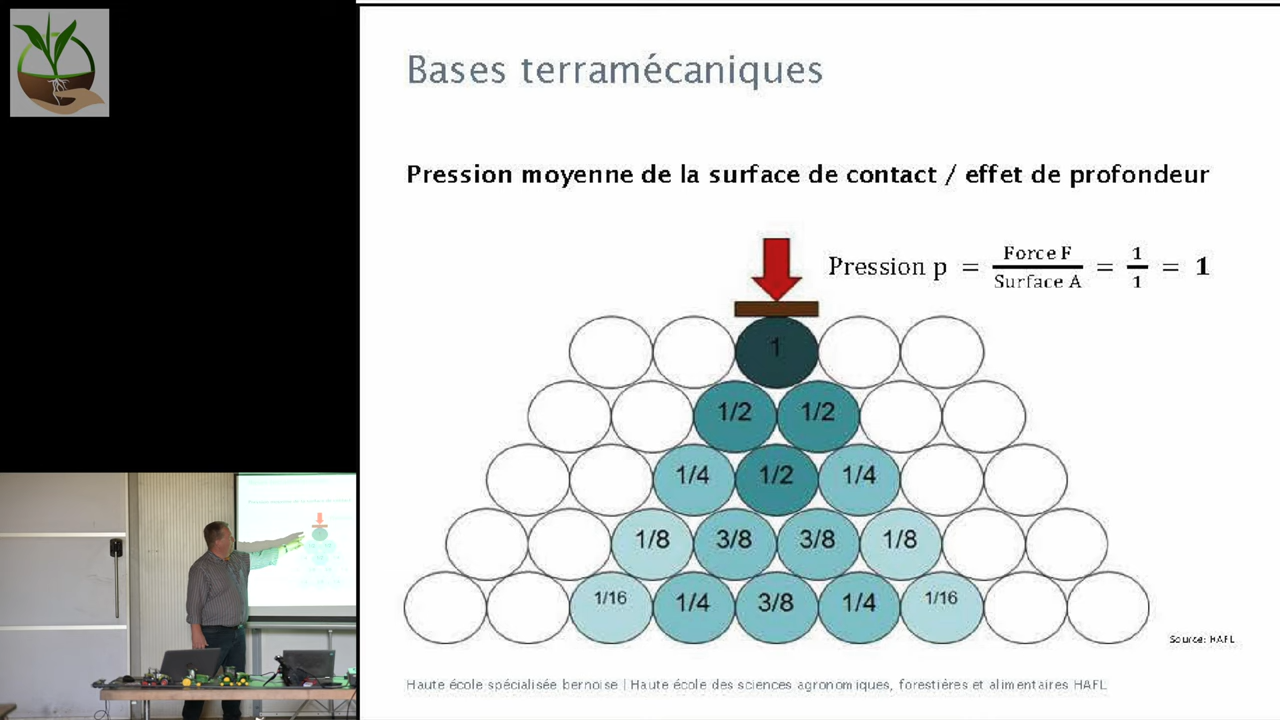 Bases terramécaniques
Pression moyenne de la surface de contact / effet de profondeur
Pression p = Force F / Surface A = 1 / 1 = 1
1
1/2 1/2
1/4 1/2 1/4
1/8 3/8 3/8 1/8
1/16 1/4 3/8 1/4 1/16
Source: HAFL
Haute école spécialisée bernoise | Haute école des sciences agronomiques, forestières et alimentaires HAFL